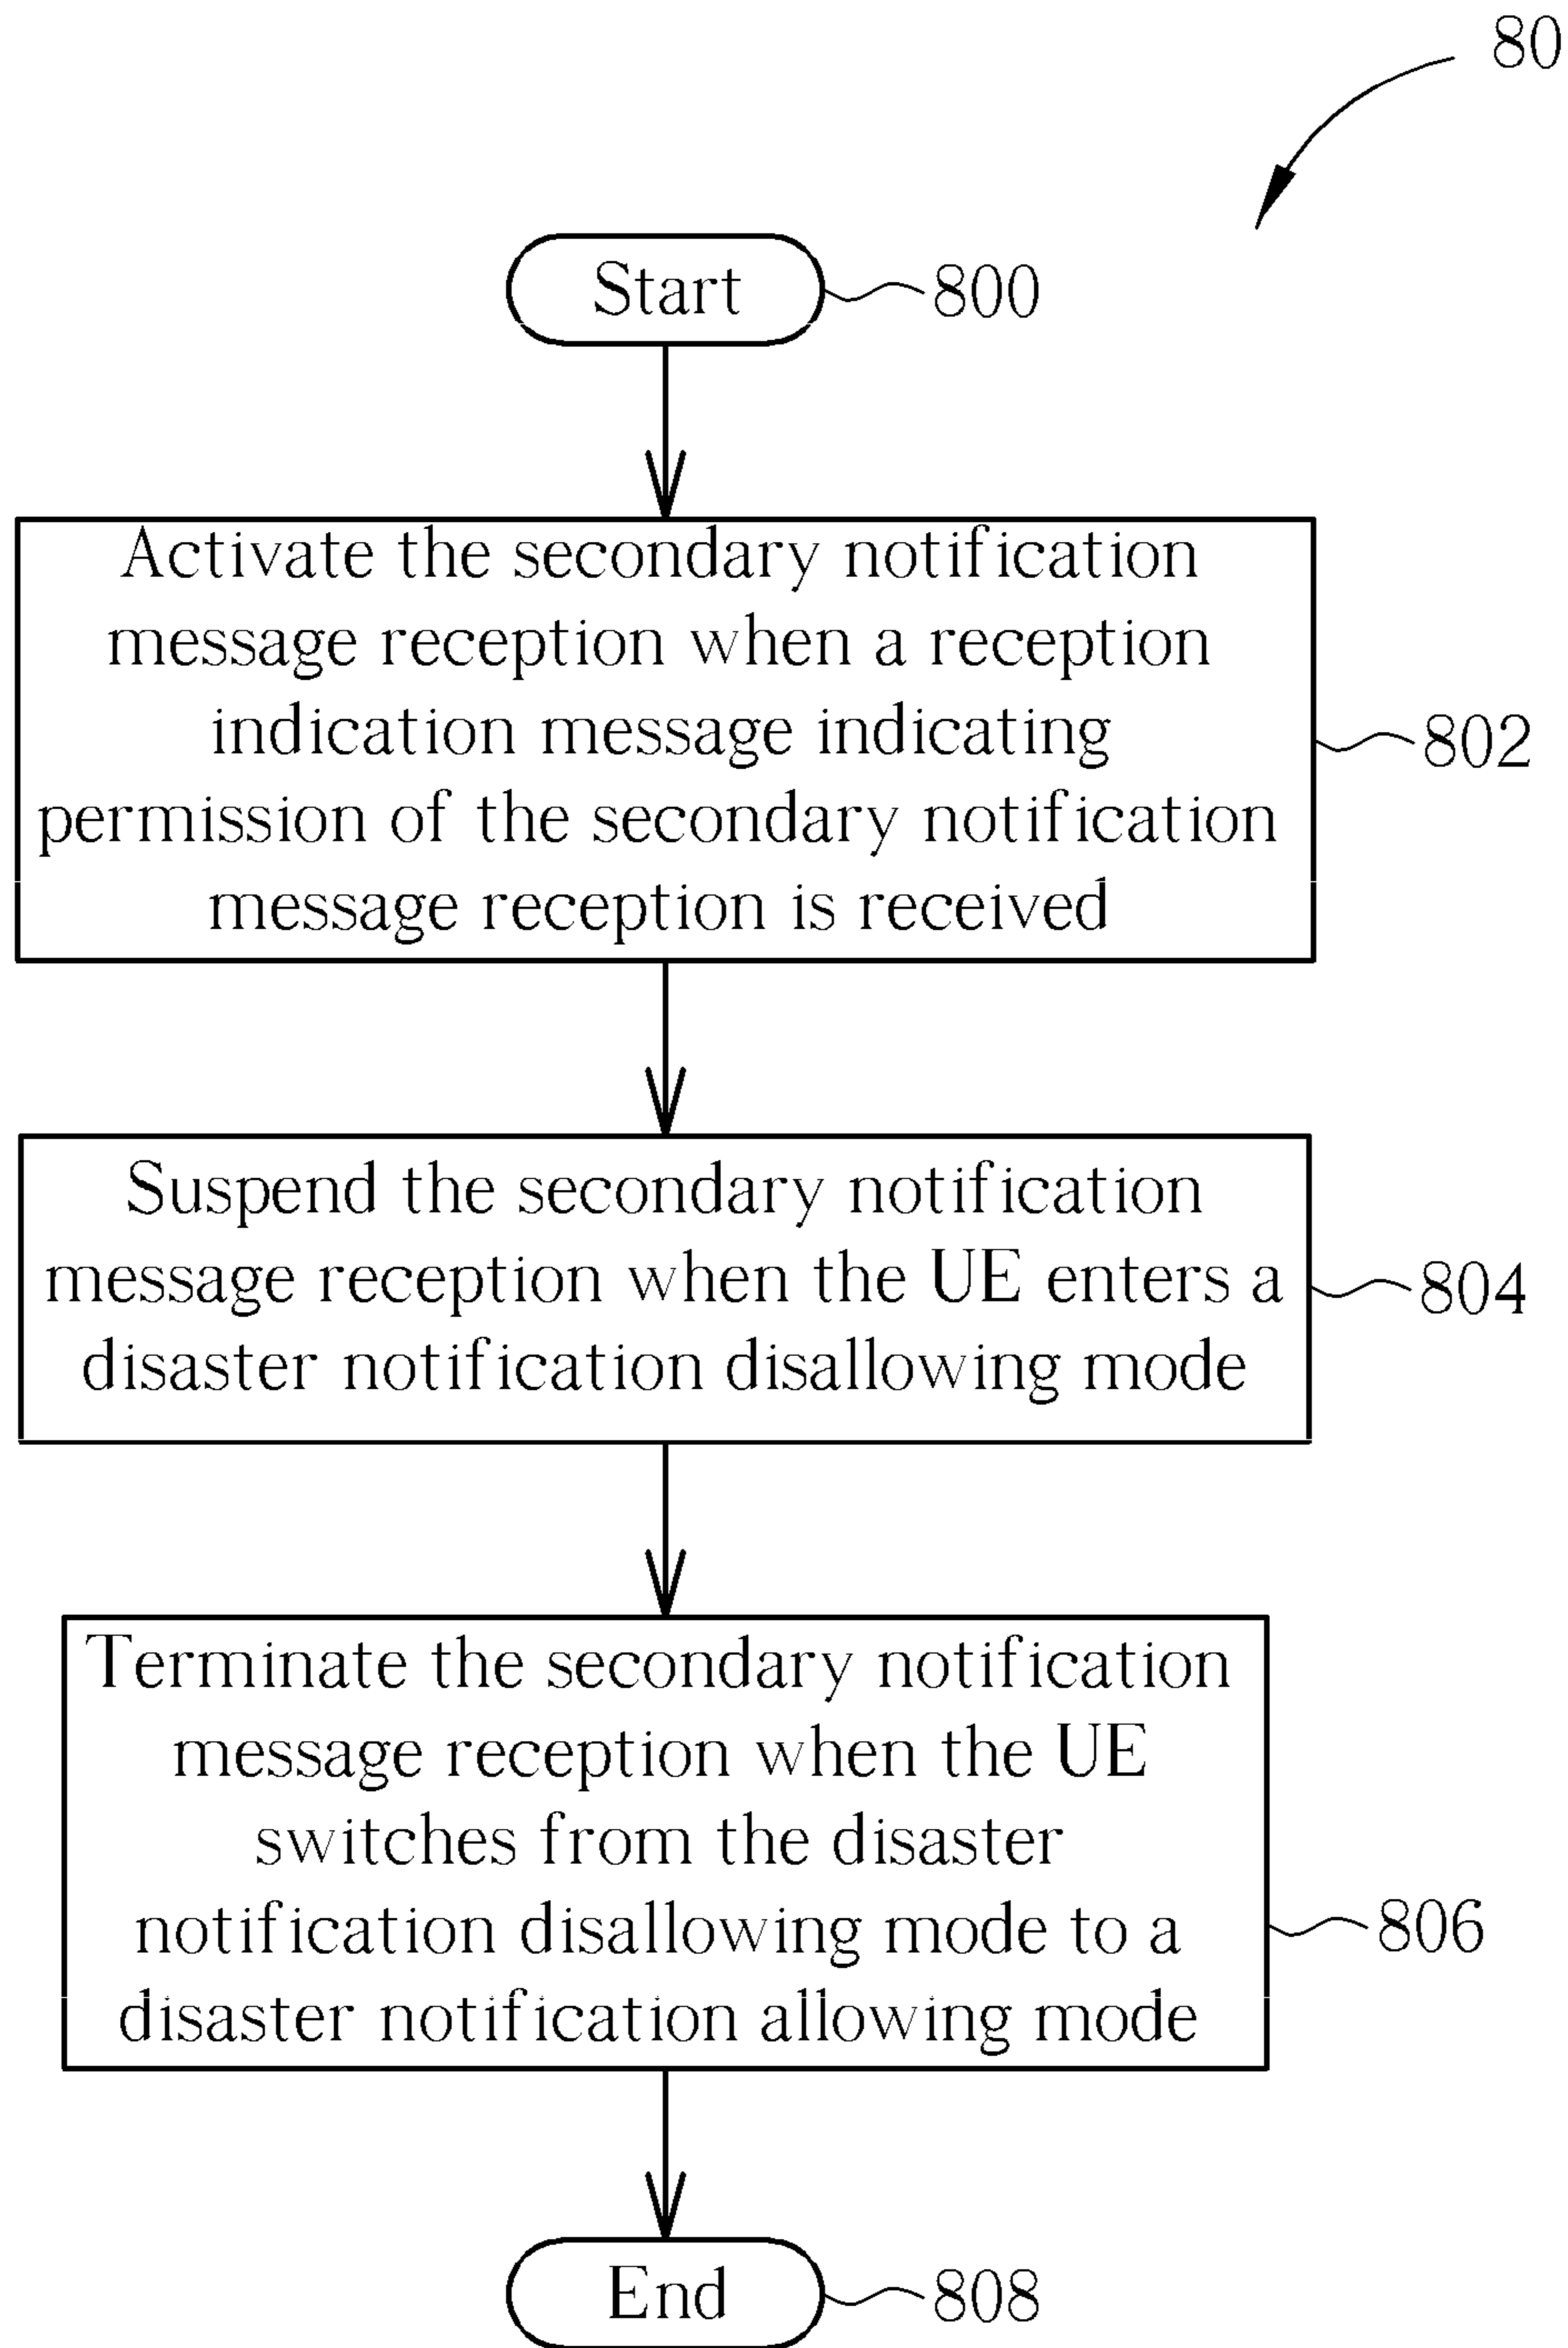 80
Start
800
Activate the secondary notification
message reception when a reception
indication message indicating
permission of the secondary notification
message reception is received
802
Suspend the secondary notification
message reception when the UE enters a
disaster notification disallowing mode
804
Terminate the secondary notification
message reception when the UE
switches from the disaster
notification disallowing mode to a
disaster notification allowing mode
806
End
808